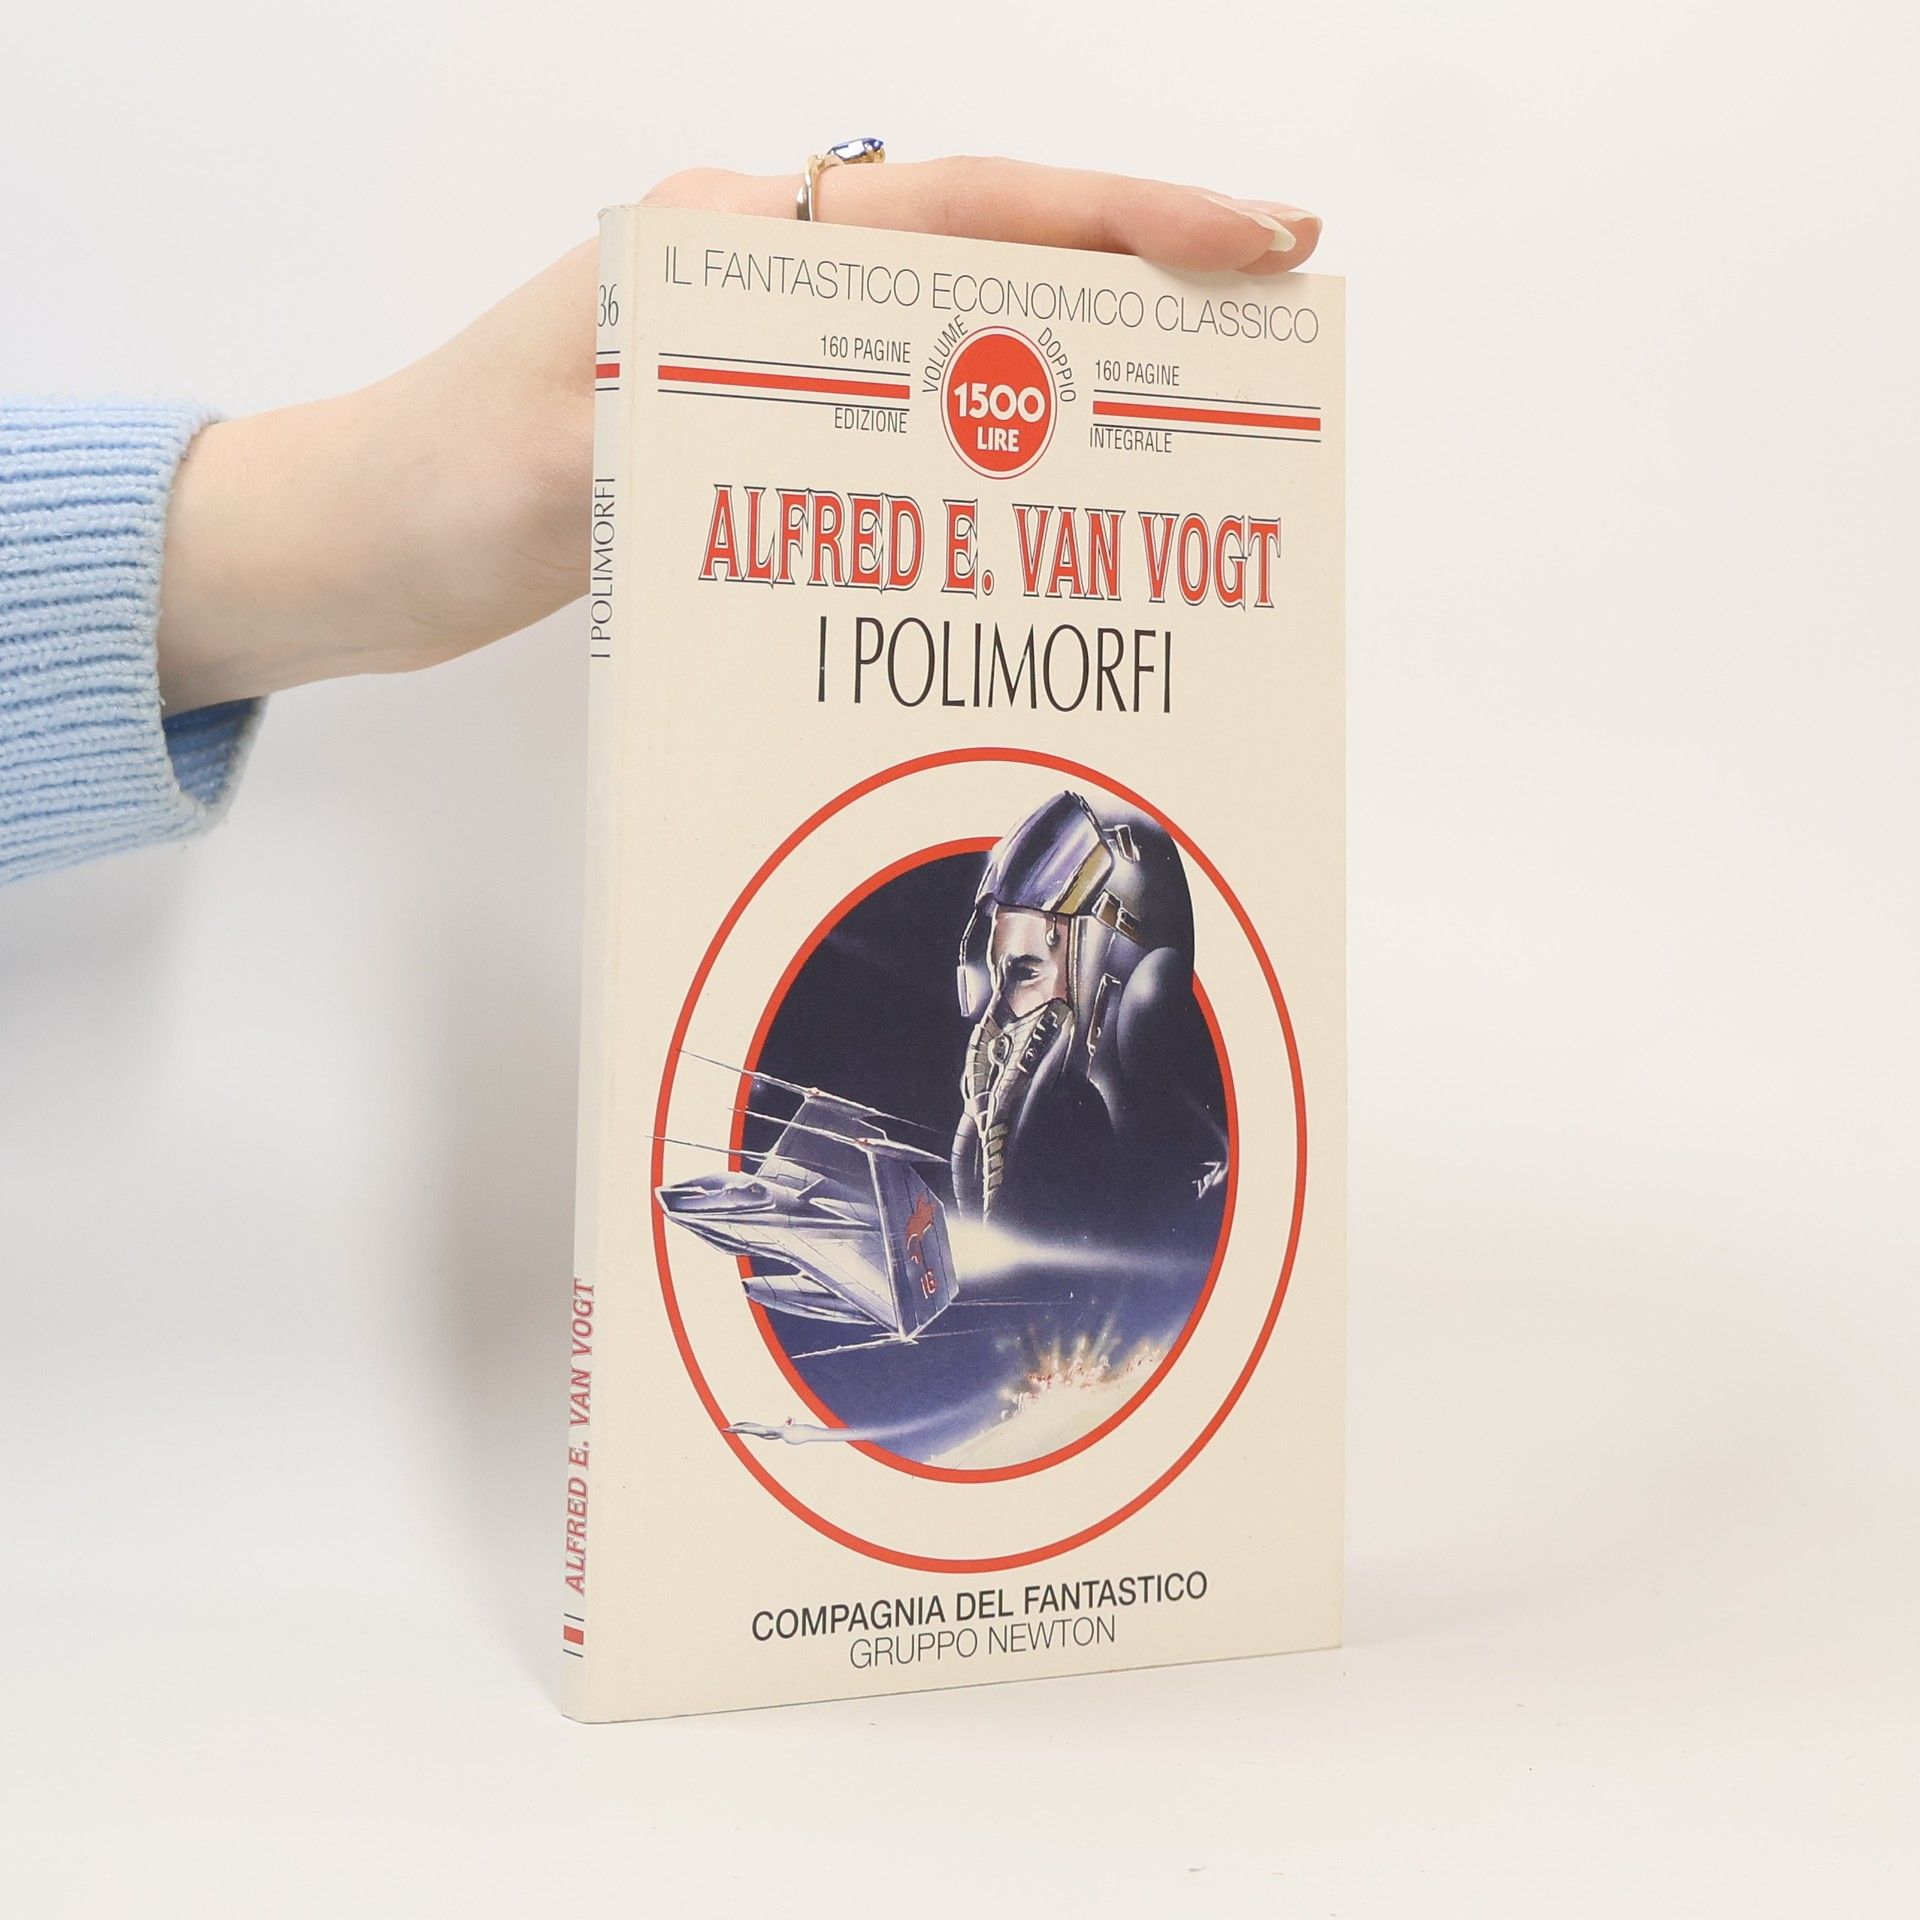 IL FANTASTICO ECONOMICO CLASSICO
VOLUME DOPPIO
160 PAGINE
EDIZIONE
1500
LIRE
160 PAGINE
INTEGRALE
ALFRED E. VAN VOGT
I POLIMORFI
16
COMPAGNIA DEL FANTASTICO
GRUPPO NEWTON
36
I POLIMORFI
ALFRED E. VAN VOGT